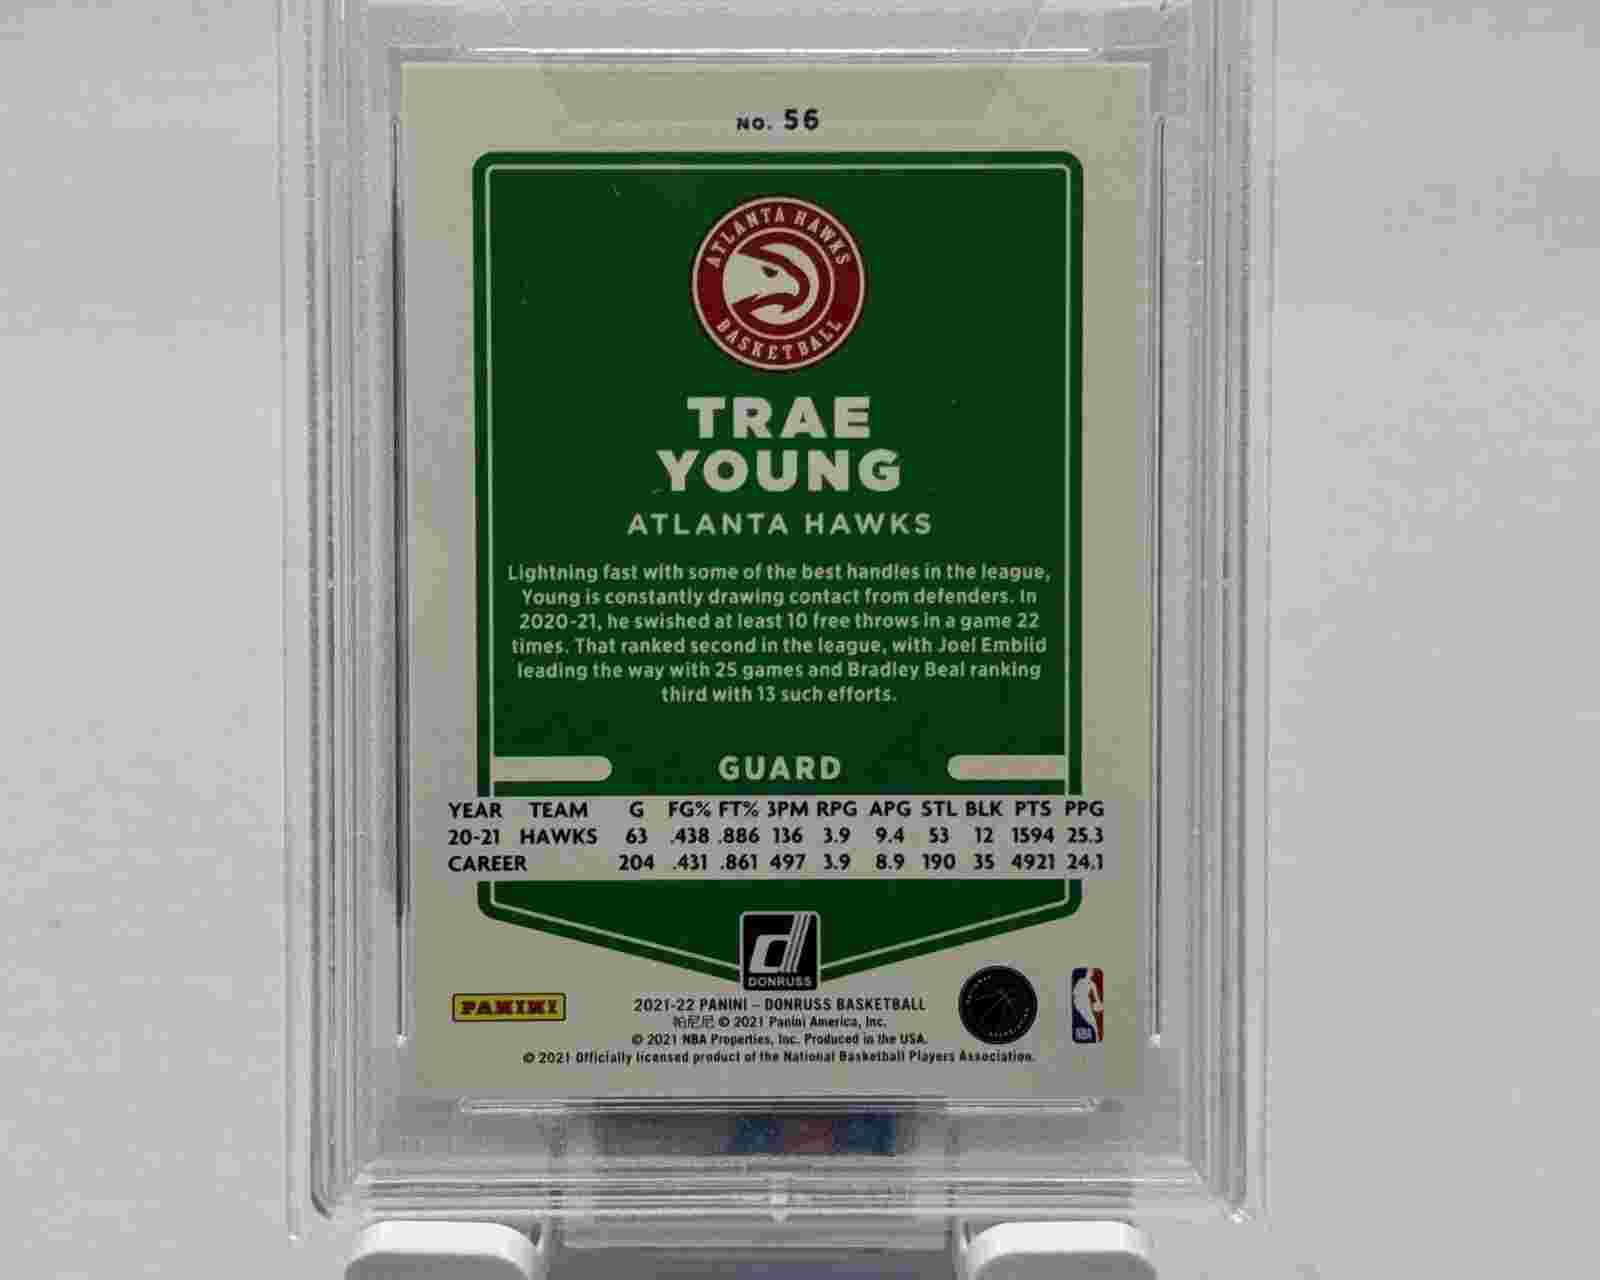 NO. 56
ATLANTA HAWKS
BASKETBALL
TRAE
YOUNG
ATLANTA HAWKS
Lightning fast with some of the best handles in the league,
Young is constantly drawing contact from defenders. In
2020-21, he swished at least 10 free throws in a game 22
times. That ranked second in the league, with Joel Embiid
leading the way with 25 games and Bradley Beal ranking
third with 13 such efforts.
GUARD
YEAR TEAM G FG% FT% 3PM RPG APG STL BLK PTS PPG
20-21 HAWKS 63 .438 .886 136 3.9 9.4 53 12 1594 25.3
CAREER 204 .431 .861 497 3.9 8.9 190 35 4921 24.1
DONRUSS
PANINI
2021-22 PANINI – DONRUSS BASKETBALL
帕尼尼 © 2021 Panini America, Inc.
© 2021 NBA Properties, Inc. Produced in the USA.
© 2021 Officially licensed product of the National Basketball Players Association.
NBA